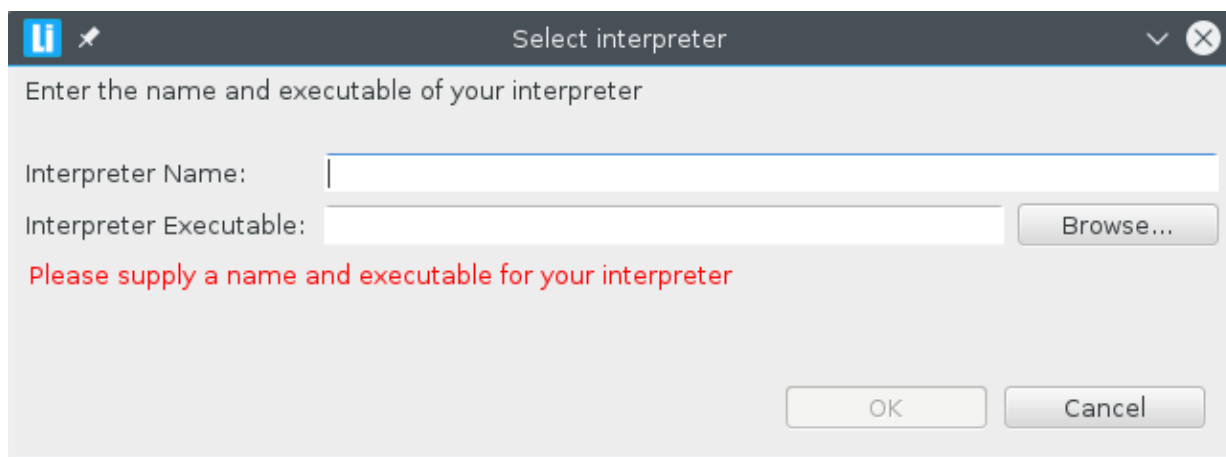 Li Select interpreter
Enter the name and executable of your interpreter
Interpreter Name:
Interpreter Executable: Browse...
Please supply a name and executable for your interpreter
OK Cancel